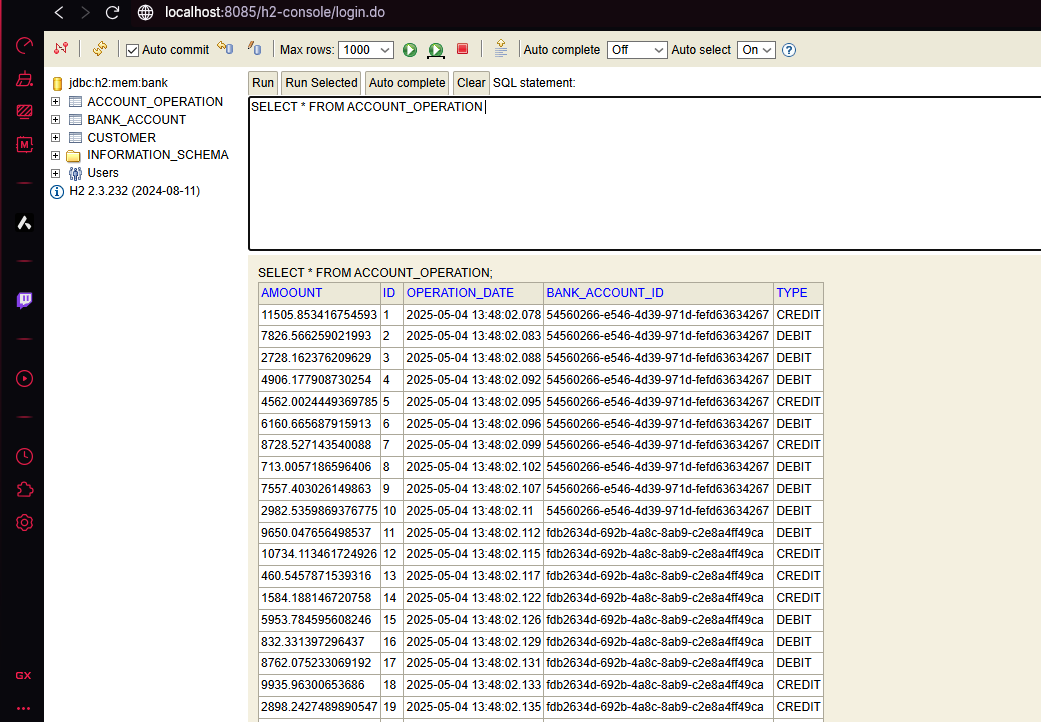 localhost:8085/h2-console/login.do
Auto commit Max rows: 1000 Auto complete Off Auto select On ?
jdbc:h2:mem:bank
ACCOUNT_OPERATION
BANK_ACCOUNT
CUSTOMER
INFORMATION_SCHEMA
Users
H2 2.3.232 (2024-08-11)
Run Run Selected Auto complete Clear SQL statement:
SELECT * FROM ACCOUNT_OPERATION
SELECT * FROM ACCOUNT_OPERATION;
AMOOUNT ID OPERATION_DATE BANK_ACCOUNT_ID TYPE
11505.853416754593 1 2025-05-04 13:48:02.078 54560266-e546-4d39-971d-fefd63634267 CREDIT
7826.566259021993 2 2025-05-04 13:48:02.083 54560266-e546-4d39-971d-fefd63634267 DEBIT
2728.162376209629 3 2025-05-04 13:48:02.088 54560266-e546-4d39-971d-fefd63634267 DEBIT
4906.177908730254 4 2025-05-04 13:48:02.092 54560266-e546-4d39-971d-fefd63634267 DEBIT
4562.0024449369785 5 2025-05-04 13:48:02.095 54560266-e546-4d39-971d-fefd63634267 CREDIT
6160.665687915913 6 2025-05-04 13:48:02.096 54560266-e546-4d39-971d-fefd63634267 DEBIT
8728.527143540088 7 2025-05-04 13:48:02.099 54560266-e546-4d39-971d-fefd63634267 CREDIT
713.0057186596406 8 2025-05-04 13:48:02.102 54560266-e546-4d39-971d-fefd63634267 DEBIT
7557.403026149863 9 2025-05-04 13:48:02.107 54560266-e546-4d39-971d-fefd63634267 DEBIT
2982.5359869376775 10 2025-05-04 13:48:02.11 54560266-e546-4d39-971d-fefd63634267 DEBIT
9650.047656498537 11 2025-05-04 13:48:02.112 fdb2634d-692b-4a8c-8ab9-c2e8a4ff49ca DEBIT
10734.113461724926 12 2025-05-04 13:48:02.115 fdb2634d-692b-4a8c-8ab9-c2e8a4ff49ca CREDIT
460.5457871539316 13 2025-05-04 13:48:02.117 fdb2634d-692b-4a8c-8ab9-c2e8a4ff49ca CREDIT
1584.188146720758 14 2025-05-04 13:48:02.122 fdb2634d-692b-4a8c-8ab9-c2e8a4ff49ca CREDIT
5953.784595608246 15 2025-05-04 13:48:02.126 fdb2634d-692b-4a8c-8ab9-c2e8a4ff49ca DEBIT
832.331397296437 16 2025-05-04 13:48:02.129 fdb2634d-692b-4a8c-8ab9-c2e8a4ff49ca DEBIT
8762.075233069192 17 2025-05-04 13:48:02.131 fdb2634d-692b-4a8c-8ab9-c2e8a4ff49ca DEBIT
9935.96300653686 18 2025-05-04 13:48:02.133 fdb2634d-692b-4a8c-8ab9-c2e8a4ff49ca CREDIT
2898.2427489890547 19 2025-05-04 13:48:02.135 fdb2634d-692b-4a8c-8ab9-c2e8a4ff49ca CREDIT
M
GX